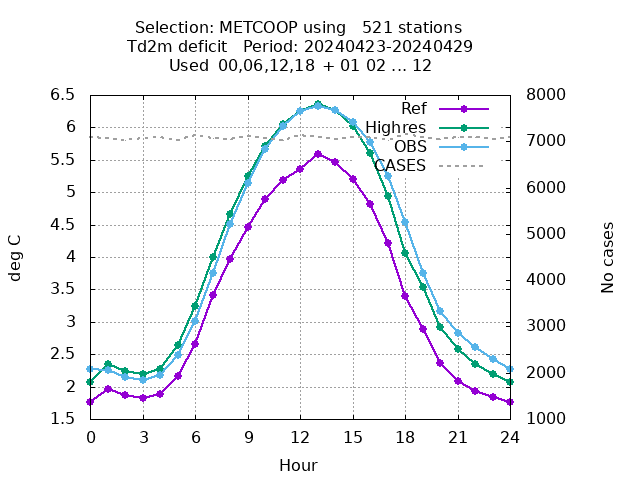 Selection: METCOOP using   521 stations
Td2m deficit   Period: 20240423-20240429
Used  00,06,12,18  + 01 02 ... 12
6.5
6
5.5
5
4.5
4
3.5
3
2.5
2
1.5
8000
7000
6000
5000
4000
3000
2000
1000
Ref
Highres
OBS
CASES
deg C
No cases
0 3 6 9 12 15 18 21 24
Hour